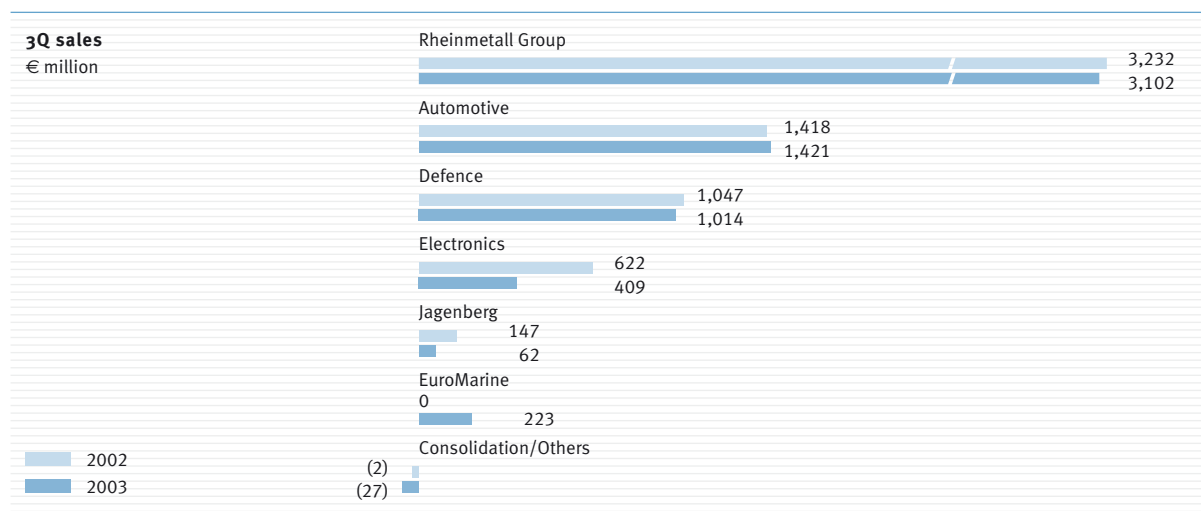 3Q sales
€ million
Rheinmetall Group
3,232
3,102
Automotive
1,418
1,421
Defence
1,047
1,014
Electronics
622
409
Jagenberg
147
62
EuroMarine
0
223
Consolidation/Others
(2)
(27)
2002
2003